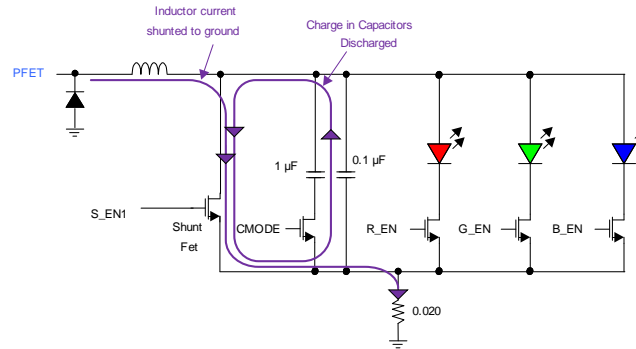 Inductor current
shunted to ground
Charge in Capacitors
Discharged
PFET
1 µF
0.1 µF
S_EN1
Shunt
Fet
CMODE
R_EN
G_EN
B_EN
0.020